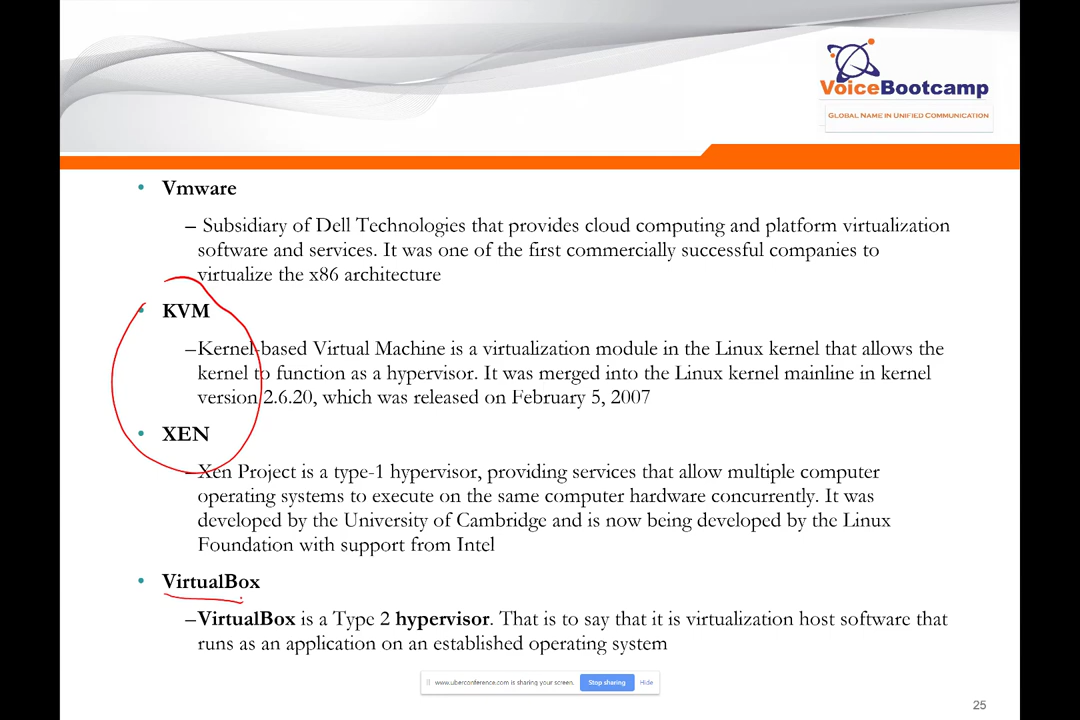 VoiceBootcamp
GLOBAL NAME IN UNIFIED COMMUNICATION
• Vmware
– Subsidiary of Dell Technologies that provides cloud computing and platform virtualization
software and services. It was one of the first commercially successful companies to
virtualize the x86 architecture
• KVM
–Kernel-based Virtual Machine is a virtualization module in the Linux kernel that allows the
kernel to function as a hypervisor. It was merged into the Linux kernel mainline in kernel
version 2.6.20, which was released on February 5, 2007
• XEN
–Xen Project is a type-1 hypervisor, providing services that allow multiple computer
operating systems to execute on the same computer hardware concurrently. It was
developed by the University of Cambridge and is now being developed by the Linux
Foundation with support from Intel
• VirtualBox
–VirtualBox is a Type 2 hypervisor. That is to say that it is virtualization host software that
runs as an application on an established operating system
www.uberconference.com is sharing your screen. Stop sharing Hide
25